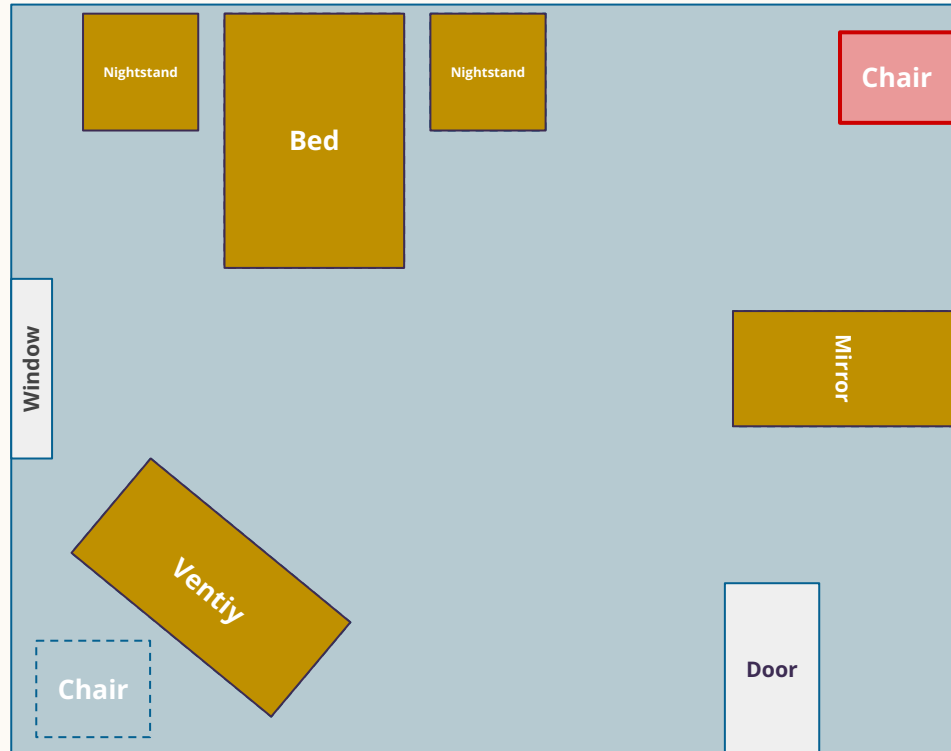 Nightstand
Bed
Nightstand
Chair
Window
Mirror
Ventiy
Chair
Door